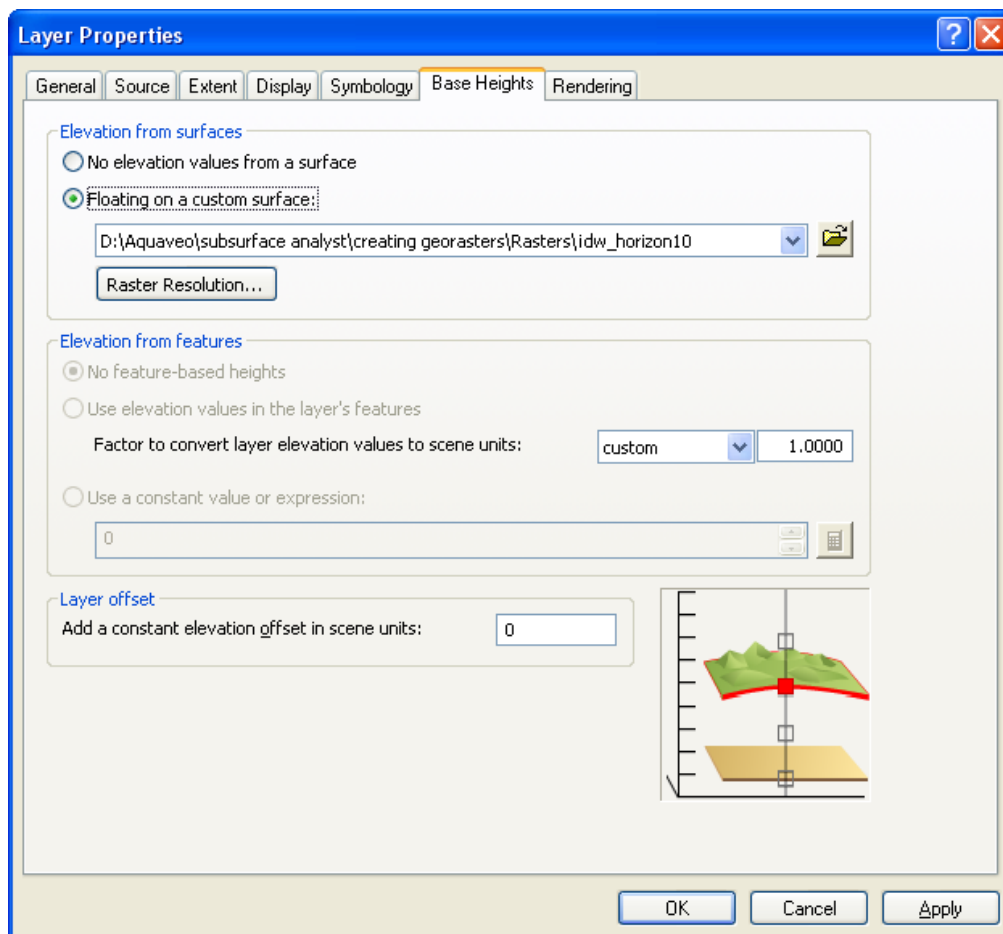 Layer Properties
General Source Extent Display Symbology Base Heights Rendering
Elevation from surfaces
No elevation values from a surface
Floating on a custom surface:
D:\Aquaveo\subsurface analyst\creating georasters\Rasters\idw_horizon10
Raster Resolution...
Elevation from features
No feature-based heights
Use elevation values in the layer's features
Factor to convert layer elevation values to scene units: custom 1.0000
Use a constant value or expression:
0
Layer offset
Add a constant elevation offset in scene units: 0
OK Cancel Apply